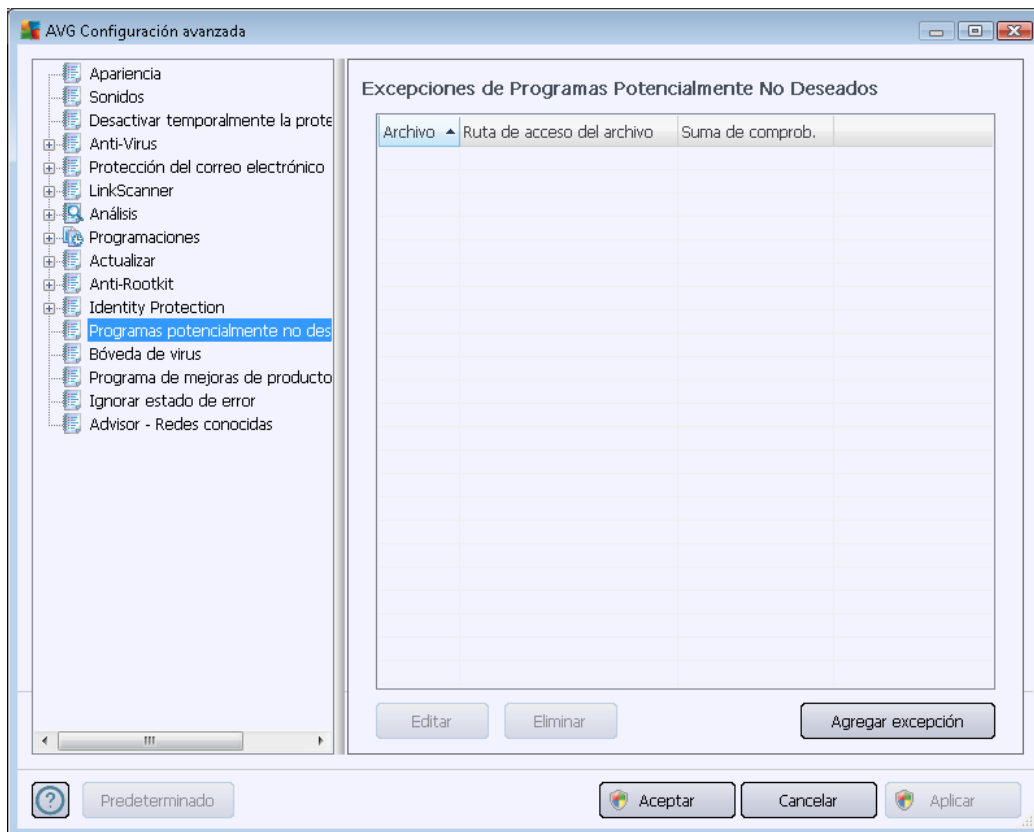 AVG Configuración avanzada
Apariencia
Sonidos
Desactivar temporalmente la prote
Anti-Virus
Protección del correo electrónico
LinkScanner
Análisis
Programaciones
Actualizar
Anti-Rootkit
Identity Protection
Programas potencialmente no des
Bóveda de virus
Programa de mejoras de producto
Ignorar estado de error
Advisor - Redes conocidas
Excepciones de Programas Potencialmente No Deseados
Archivo Ruta de acceso del archivo Suma de comprob.
Editar Eliminar Agregar excepción
Predeterminado Aceptar Cancelar Aplicar